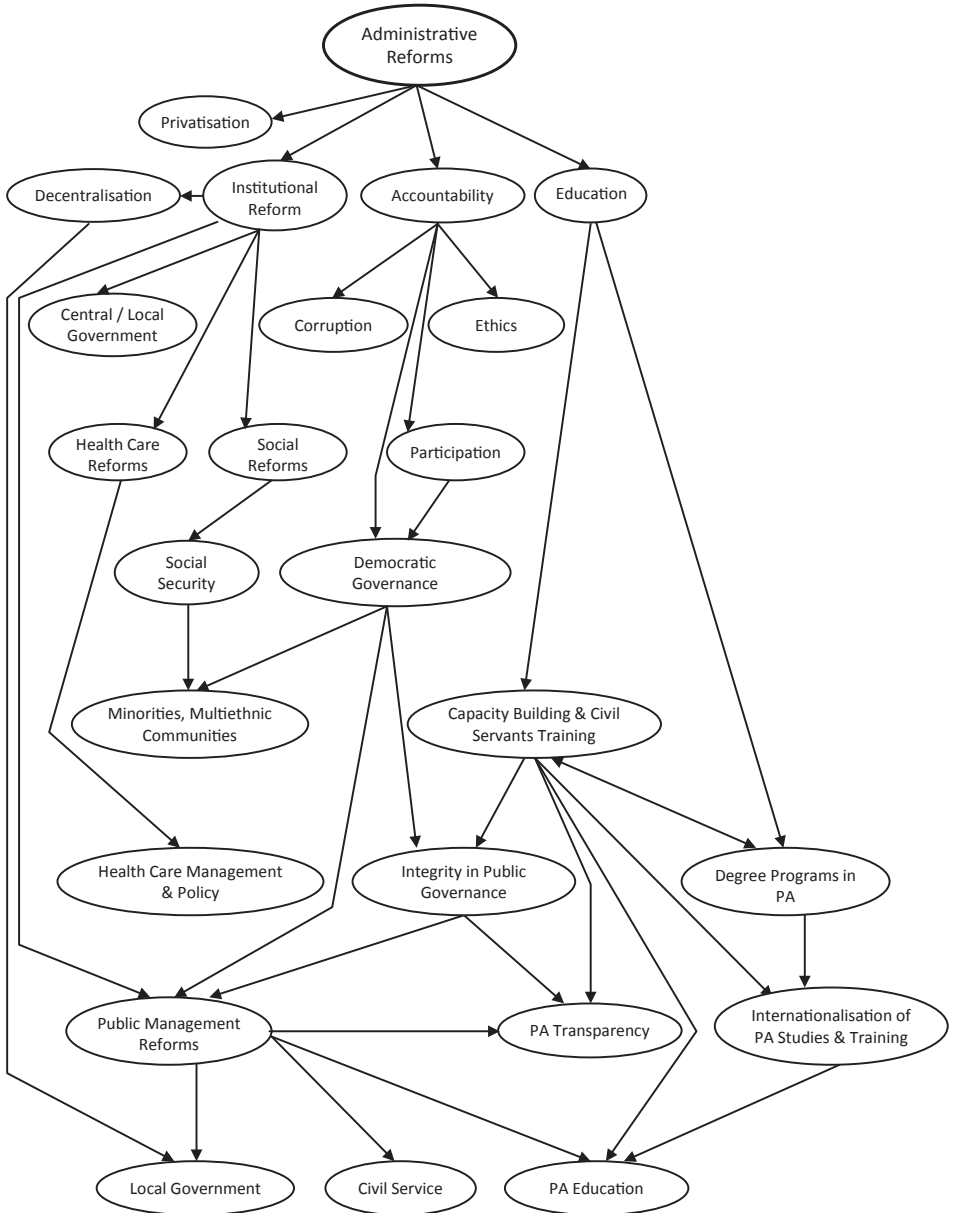 Administrative
Reforms
Privatisation
Decentralisation
Institutional
Reform
Accountability
Education
Central / Local
Government
Corruption
Ethics
Health Care
Reforms
Social
Reforms
Participation
Social
Security
Democratic
Governance
Minorities, Multiethnic
Communities
Capacity Building & Civil
Servants Training
Health Care Management
& Policy
Integrity in Public
Governance
Degree Programs in
PA
Public Management
Reforms
PA Transparency
Internationalisation of
PA Studies & Training
Local Government
Civil Service
PA Education